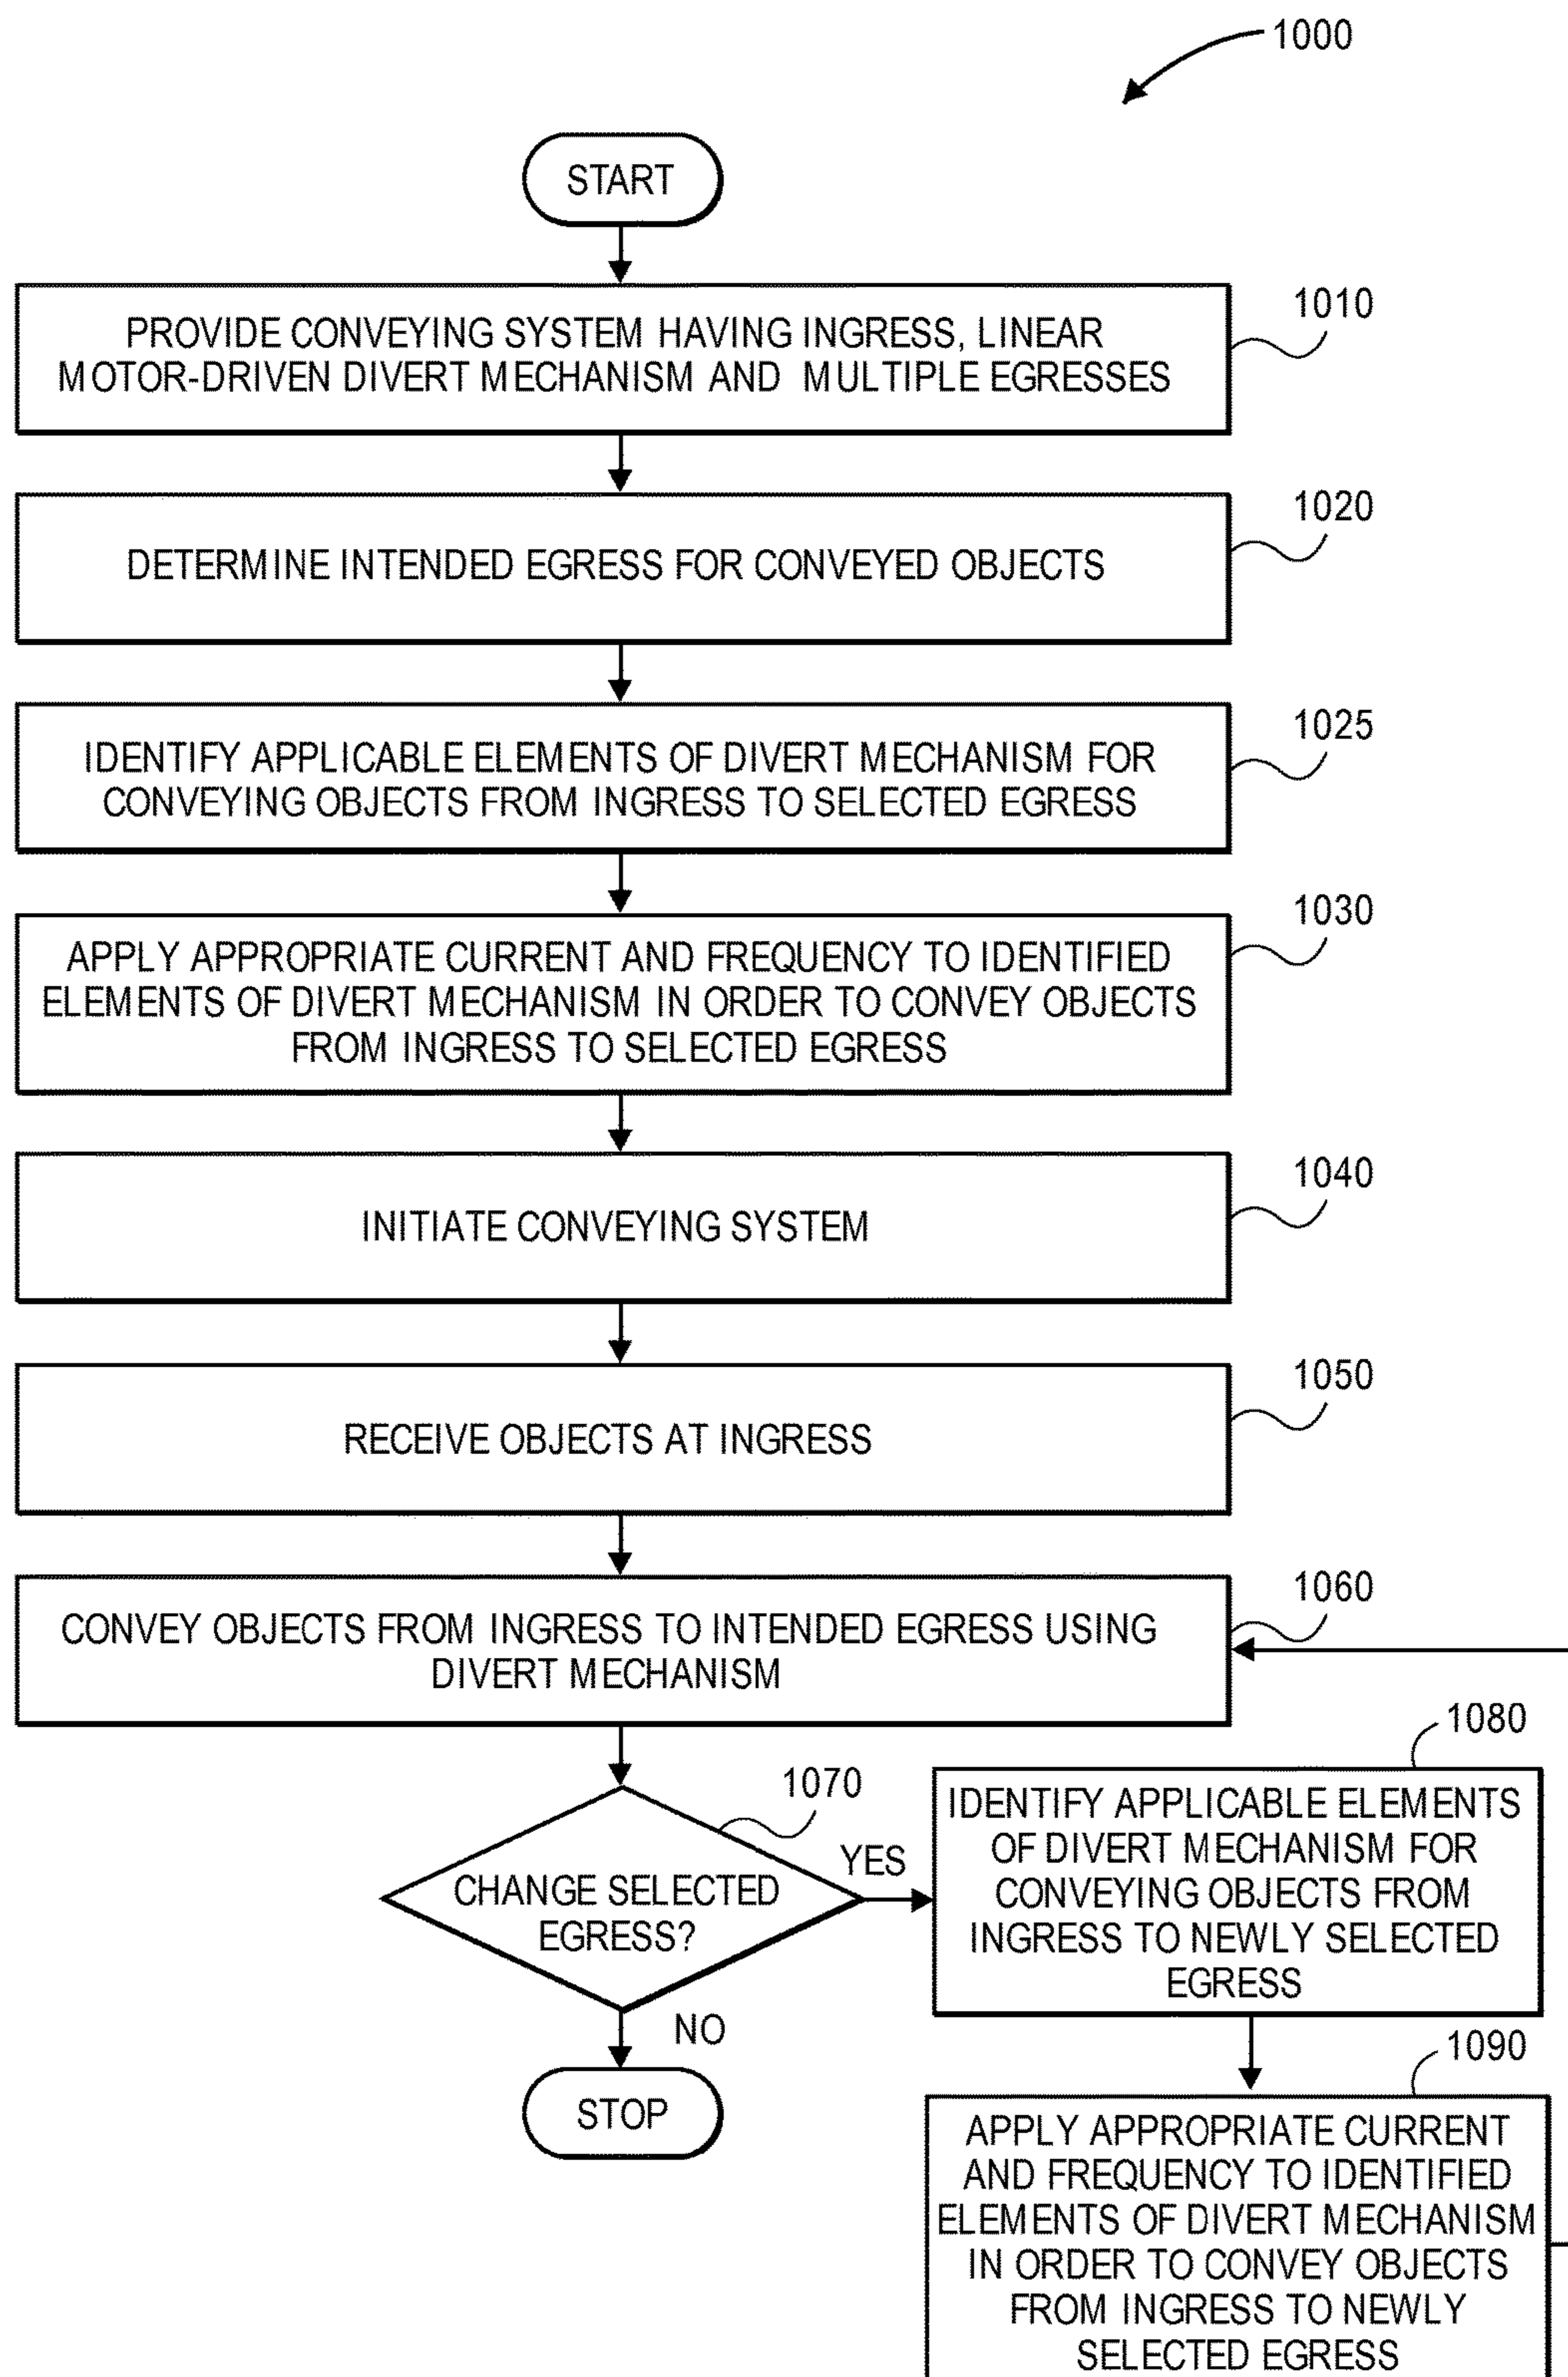 1000
START
PROVIDE CONVEYING SYSTEM HAVING INGRESS, LINEAR
MOTOR-DRIVEN DIVERT MECHANISM AND MULTIPLE EGRESSES
1010
DETERMINE INTENDED EGRESS FOR CONVEYED OBJECTS
1020
IDENTIFY APPLICABLE ELEMENTS OF DIVERT MECHANISM FOR
CONVEYING OBJECTS FROM INGRESS TO SELECTED EGRESS
1025
APPLY APPROPRIATE CURRENT AND FREQUENCY TO IDENTIFIED
ELEMENTS OF DIVERT MECHANISM IN ORDER TO CONVEY OBJECTS
FROM INGRESS TO SELECTED EGRESS
1030
INITIATE CONVEYING SYSTEM
1040
RECEIVE OBJECTS AT INGRESS
1050
CONVEY OBJECTS FROM INGRESS TO INTENDED EGRESS USING
DIVERT MECHANISM
1060
CHANGE SELECTED
EGRESS?
1070
YES
NO
STOP
1080
IDENTIFY APPLICABLE ELEMENTS
OF DIVERT MECHANISM FOR
CONVEYING OBJECTS FROM
INGRESS TO NEWLY SELECTED
EGRESS
1090
APPLY APPROPRIATE CURRENT
AND FREQUENCY TO IDENTIFIED
ELEMENTS OF DIVERT MECHANISM
IN ORDER TO CONVEY OBJECTS
FROM INGRESS TO NEWLY
SELECTED EGRESS